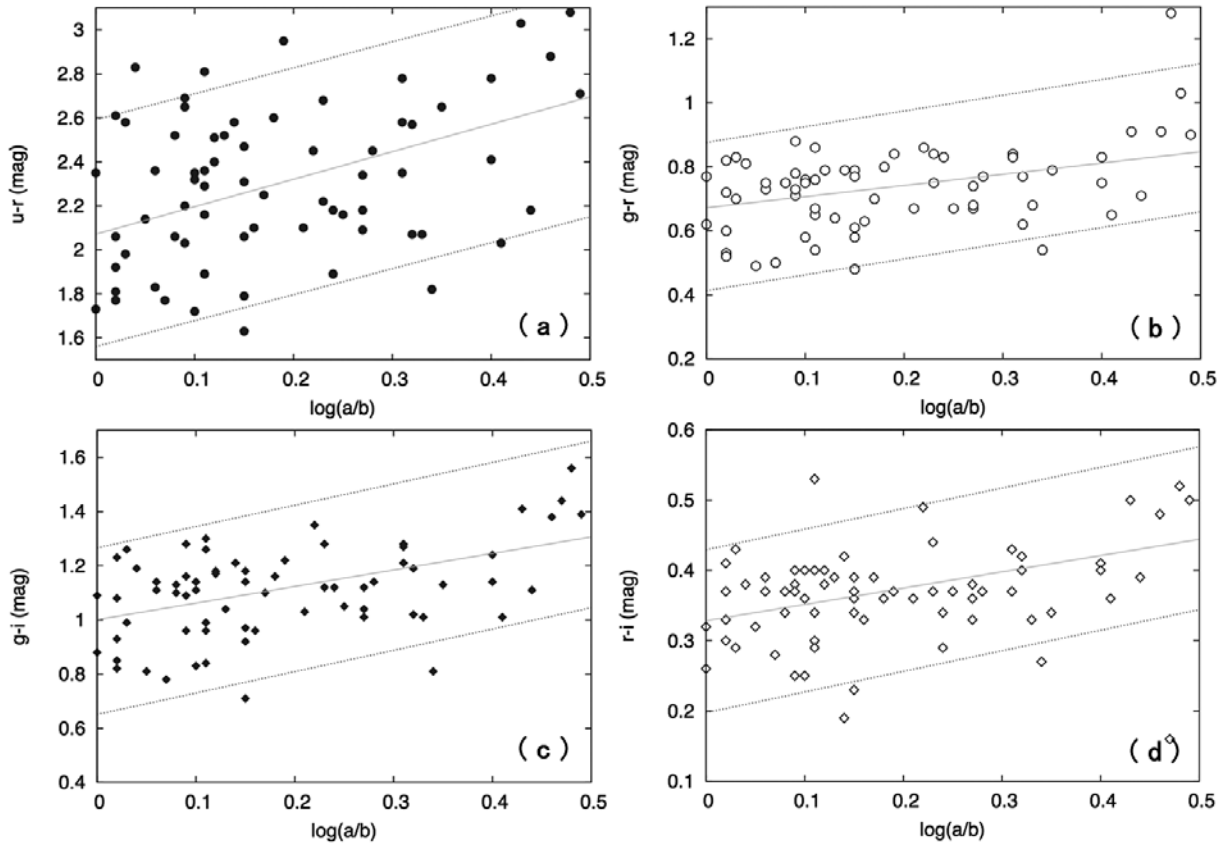 3
2.8
2.6
2.4
2.2
2
1.8
1.6
u-r (mag)
0 0.1 0.2 0.3 0.4 0.5
log(a/b)
( a )
1.2
1
0.8
0.6
0.4
0.2
g-r (mag)
0 0.1 0.2 0.3 0.4 0.5
log(a/b)
( b )
1.6
1.4
1.2
1
0.8
0.6
0.4
g-i (mag)
0 0.1 0.2 0.3 0.4 0.5
log(a/b)
( c )
0.6
0.5
0.4
0.3
0.2
0.1
r-i (mag)
0 0.1 0.2 0.3 0.4 0.5
log(a/b)
( d )